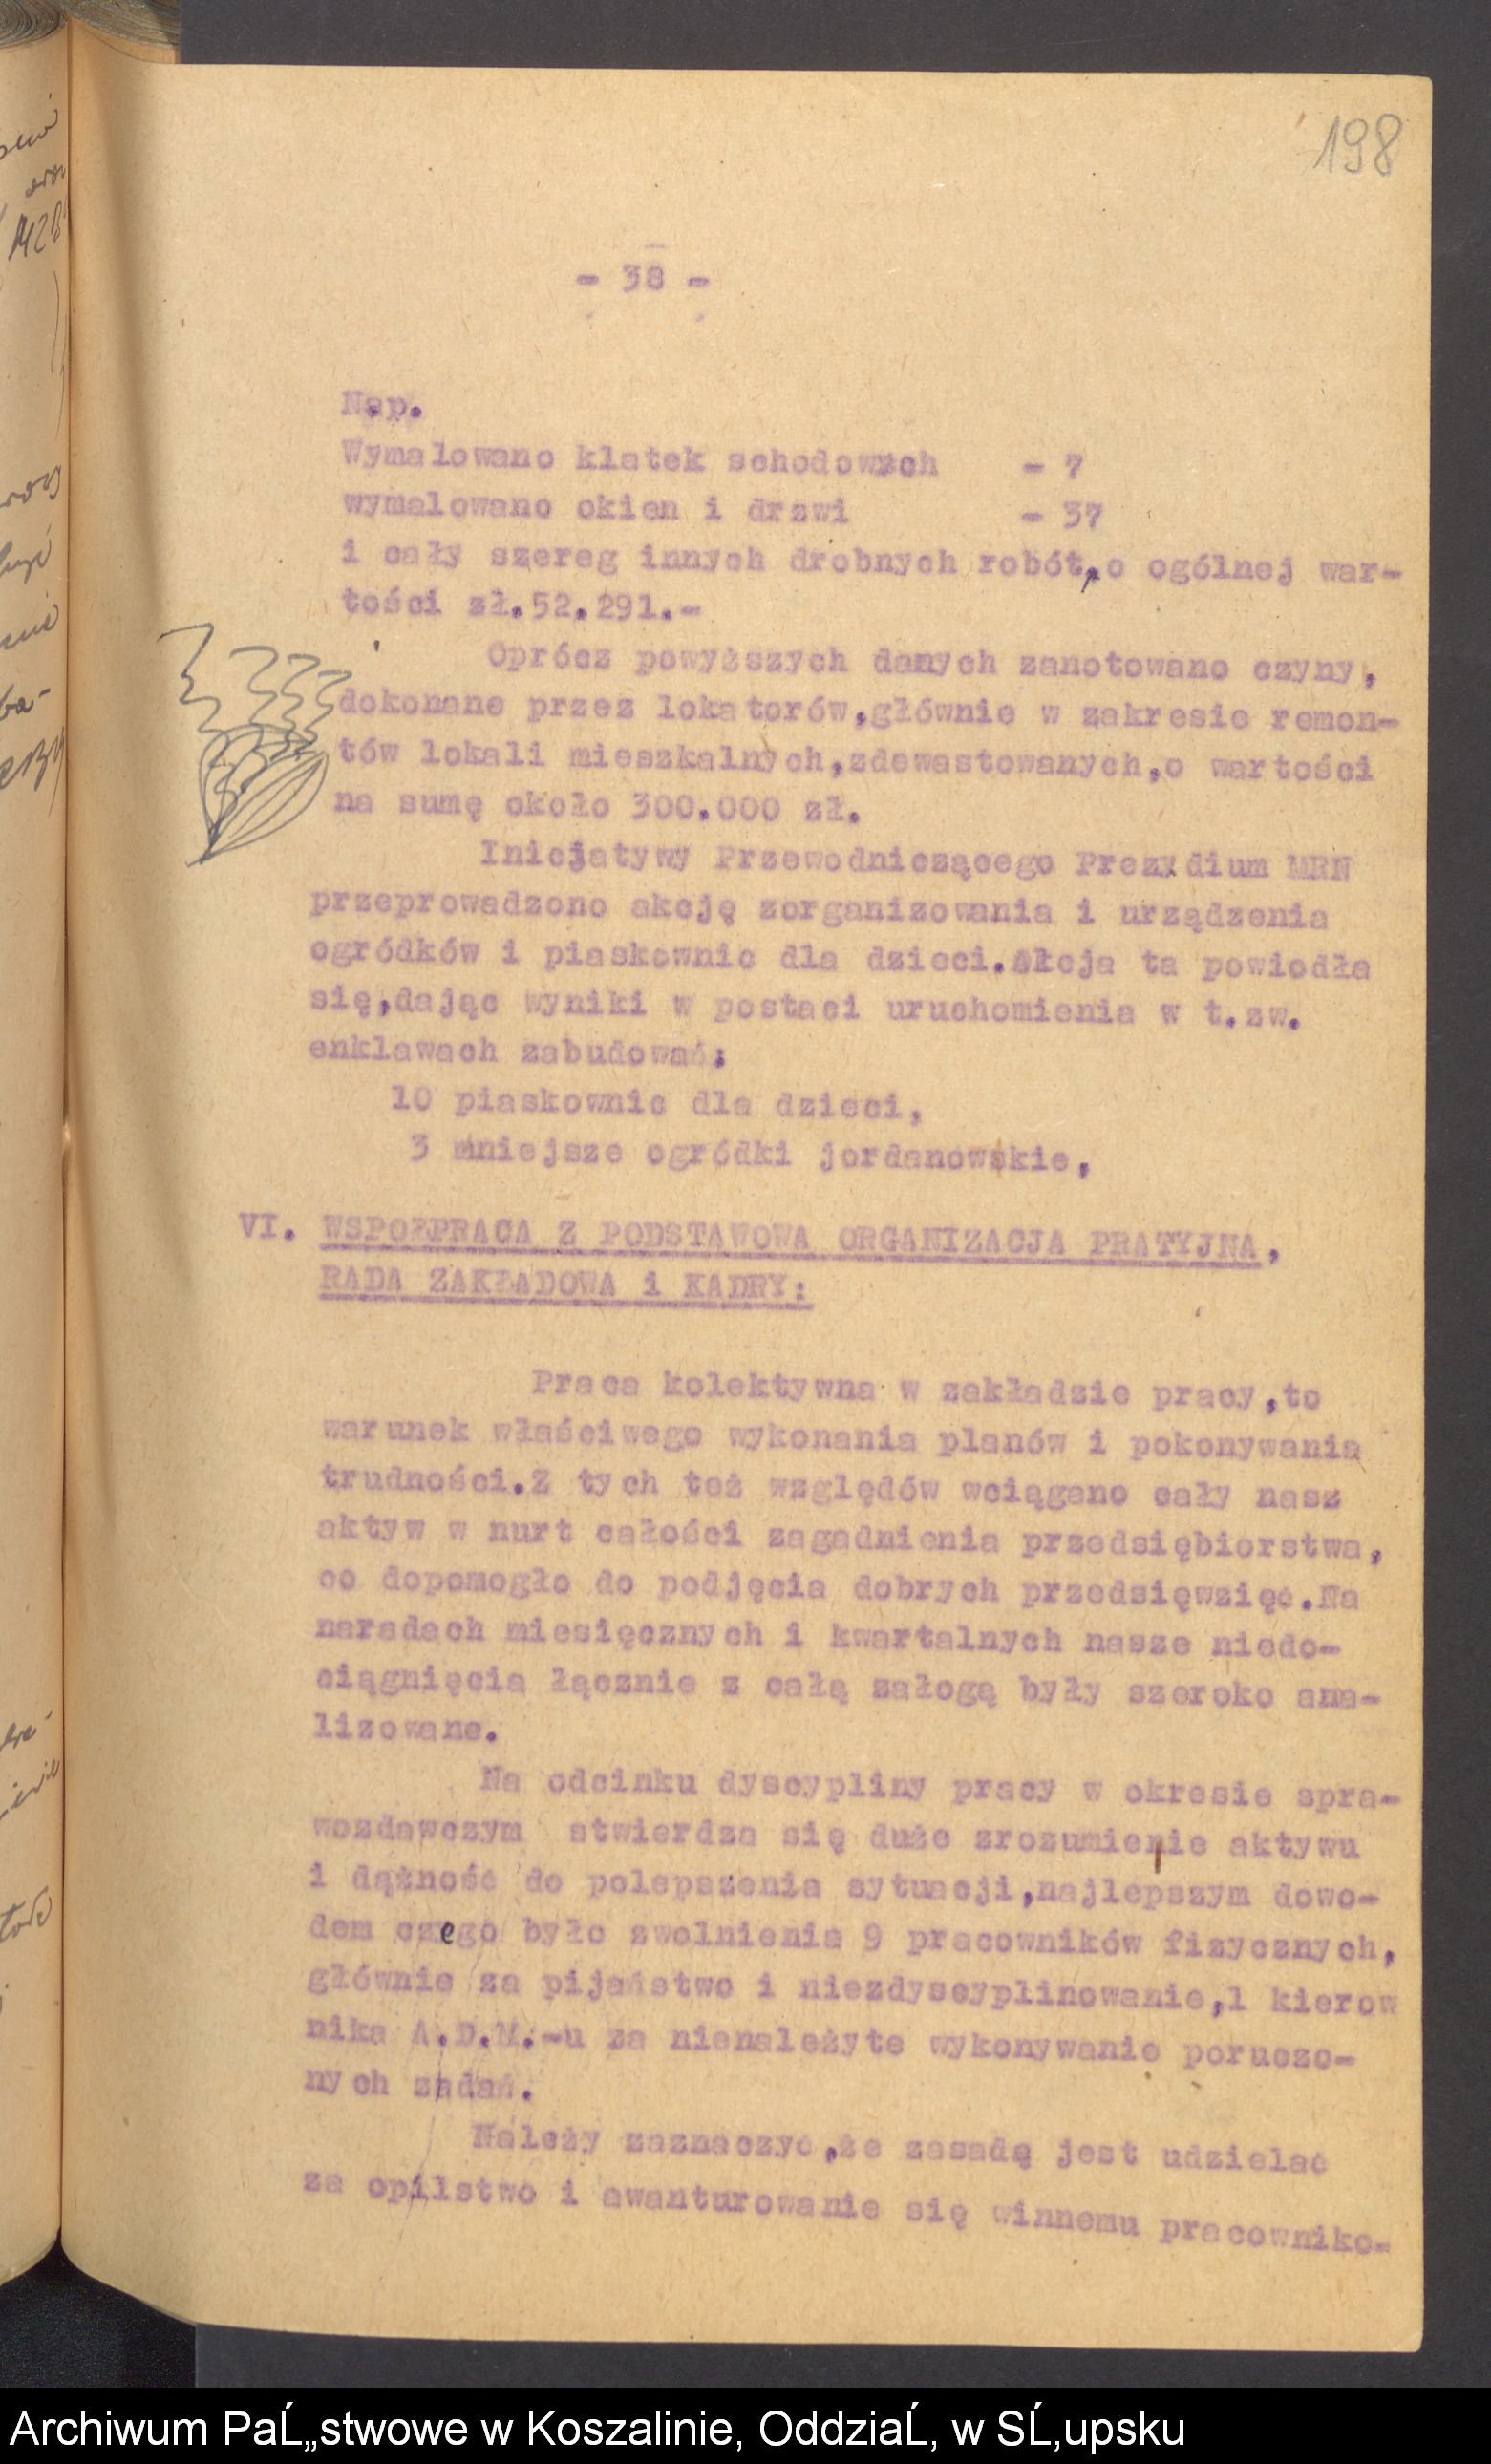 198
- 38 -
Nap.
Wymalowano klatek schodowych - 7
wymalowano okien i drzwi - 37
i cały szereg innych drobnych robót, o ogólnej war-
tości zł.52.291.-
Oprócz powyższych danych zanotowano czyny,
dokonane przez lokatorów,głównie w zakresie remon-
tów lokali mieszkalnych,zdewastowanych,o wartości
na sumę około 300.000 zł.
Inicjatywy Przewodniczącego Prezydium MRN
przeprowadzono akcję zorganizowania i urządzenia
ogródków i piaskownic dla dzieci.Akcja ta powiodła
się,dając wyniki w postaci uruchomienia w t.zw.
enklawach zabudowań:
10 piaskownic dla dzieci,
3 mniejsze ogródki jordanowskie,
VI. WSPOŁPRACA Z PODSTAWOWA ORGANIZACJA PRATYJNA,
RADA ZAKŁADOWA i KADRY:
Praca kolektywna w zakładzie pracy,to
warunek właściwego wykonania planów i pokonywania
trudności.Z tych też względów wciągano cały nasz
aktyw w nurt całości zagadnienia przedsiębiorstwa,
co dopomogło do podjęcia dobrych przedsięwzięć.Na
naradach miesięcznych i kwartalnych nasze niedo-
ciągnięcia łącznie z całą załogą były szeroko ana-
lizowane.
Na odcinku dyscypliny pracy w okresie spra-
wozdawczym stwierdza się duże zrozumienie aktywu
i dążność do polepszenia sytuacji,najlepszym dowo-
dem czego było zwolnienia 9 pracowników fizycznych,
głównie za pijaństwo i niezdyscyplinowanie,1 kierow
nika A.D.M.-u za nienależyte wykonywanie poruczo-
nych zadań.
Należy zaznaczyć,że zasadą jest udzielać
za opilstwo i awanturowanie się winnemu pracowniko-
Archiwum PaĹ„stwowe w Koszalinie, OddziaĹ‚ w SĹ‚upsku